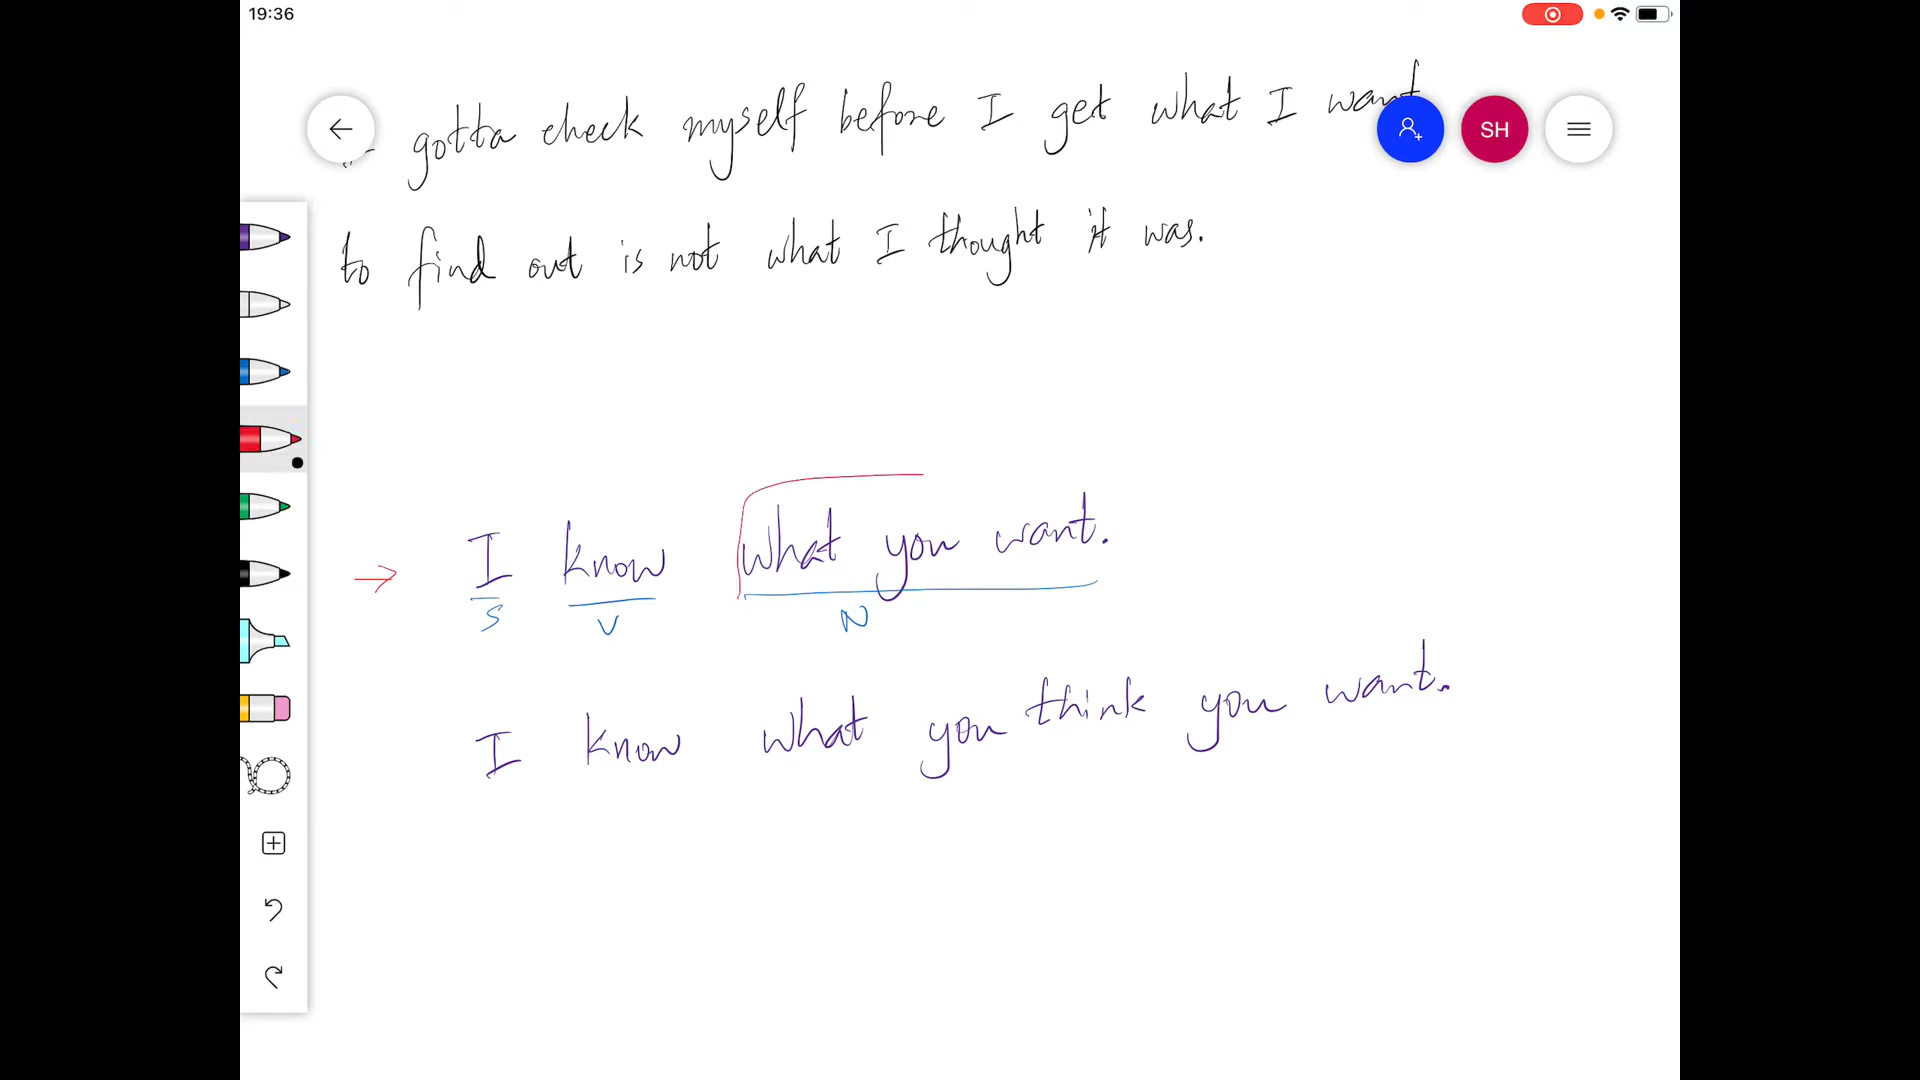 19:36
gotta check myself before I get what I want
SH
to find out is not what I thought it was.
→ I know what you want.
S V N
I know what you think you want.